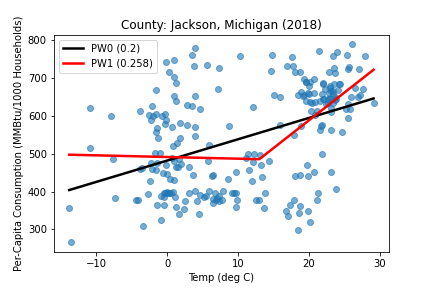 County: Jackson, Michigan (2018)
PW0 (0.2)
PW1 (0.258)
Per-Capita Consumption (MMBtu/1000 Households)
800
700
600
500
400
300
−10
0
10
20
30
Temp (deg C)